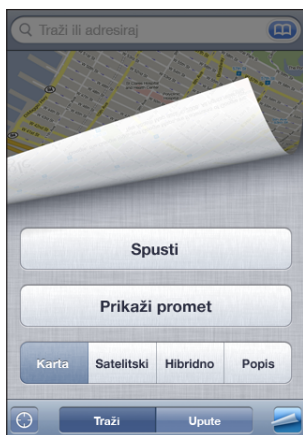 Traži ili adresiraj
Spusti
Prikaži promet
Karta Satelitski Hibridno Popis
Traži Upute